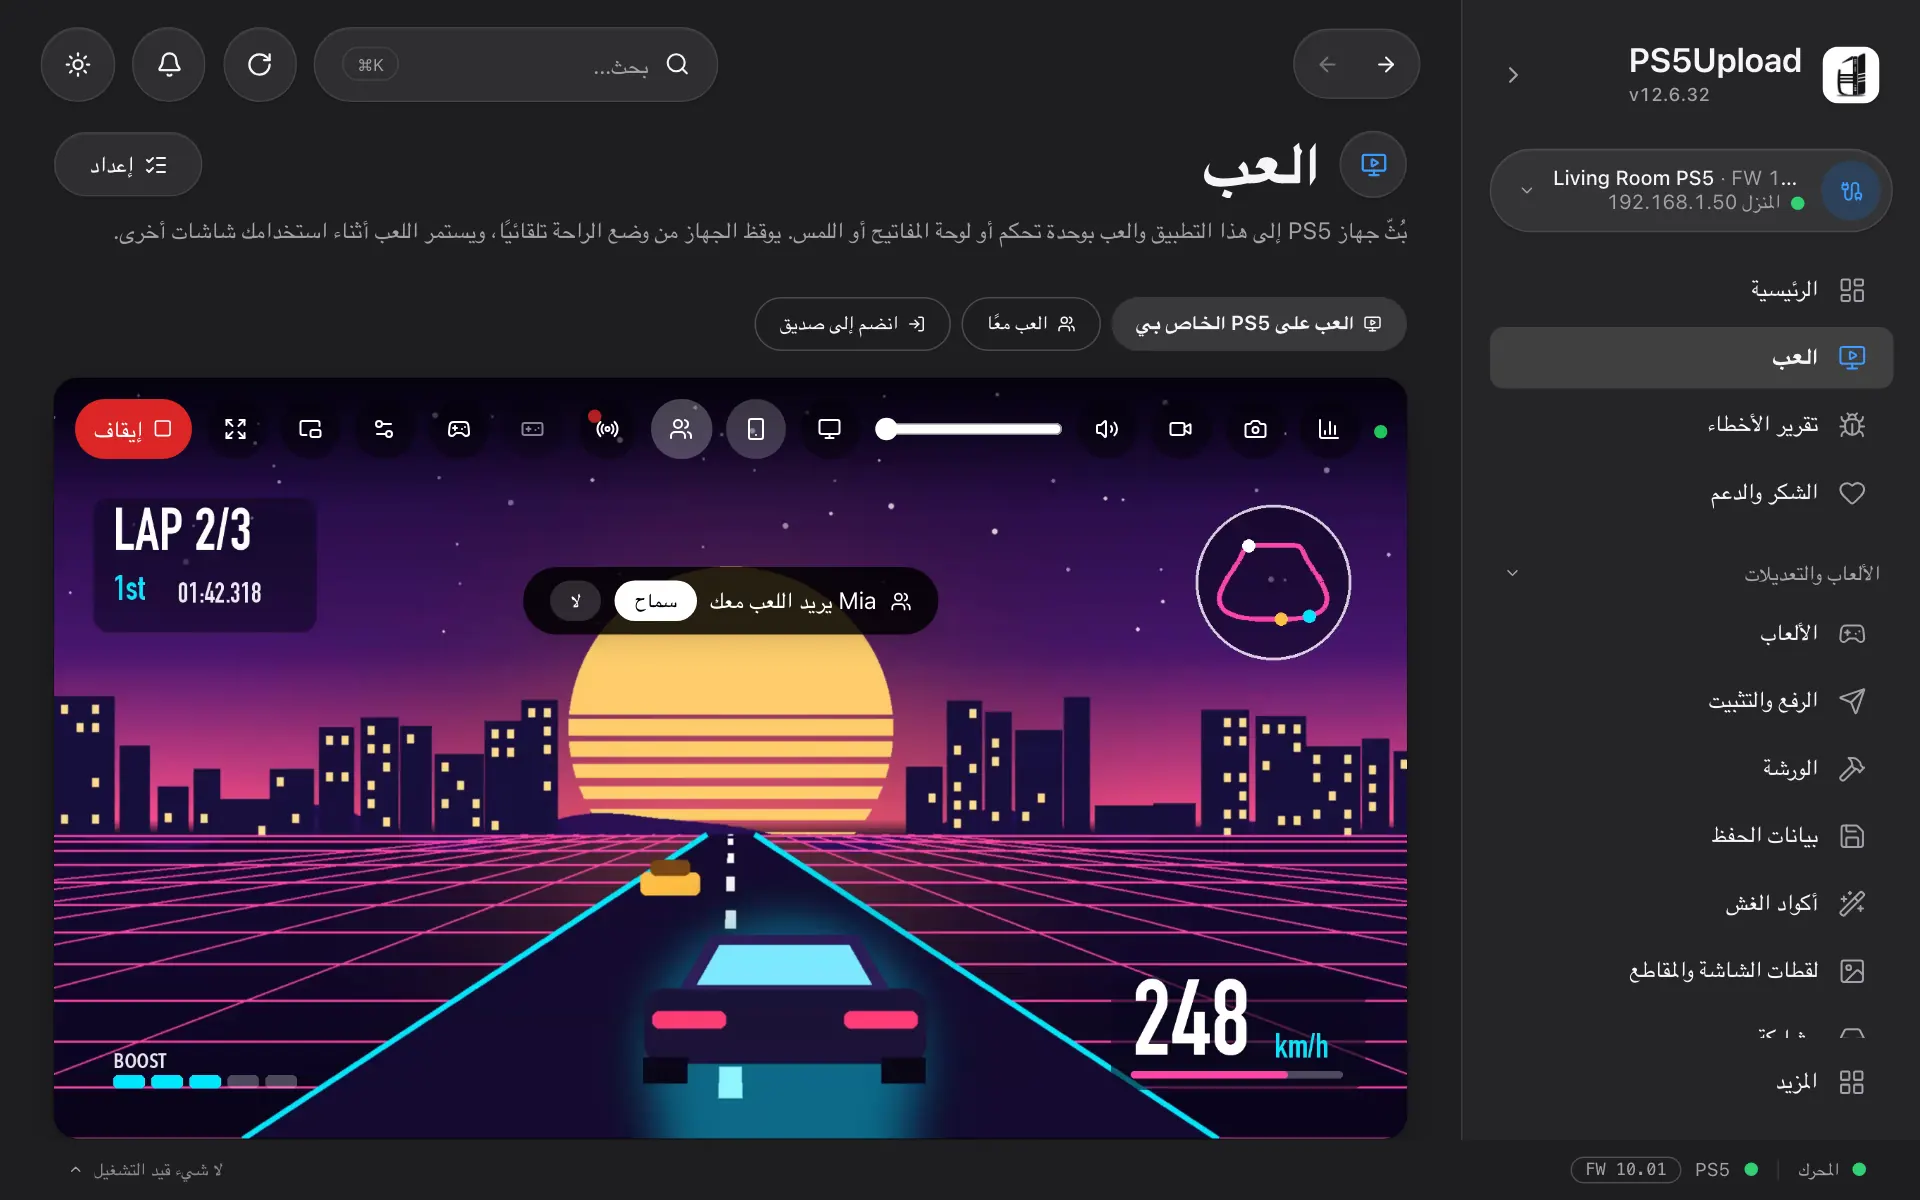 PS5Upload
v12.6.32
Living Room PS5 · FW 1...
المنزل 192.168.1.50
الرئيسية
العب
تقرير الأخطاء
الشكر والدعم
الألعاب والتعديلات
الألعاب
الرفع والتثبيت
الورشة
بيانات الحفظ
أكواد الغش
لقطات الشاشة والمقاطع
المزيد
بحث...
⌘K
العب
إعداد
بُثّ جهاز PS5 إلى هذا التطبيق والعب بوحدة تحكم أو لوحة المفاتيح أو اللمس. يوقظ الجهاز من وضع الراحة تلقائيًا، ويستمر اللعب أثناء استخدامك شاشات أخرى.
العب على PS5 الخاص بي
العب معًا
انضم إلى صديق
إيقاف
LAP 2/3
1st 01:42.318
Mia يريد اللعب معك
سماح
لا
248 km/h
BOOST
المحرك
PS5
FW 10.01
لا شيء قيد التشغيل